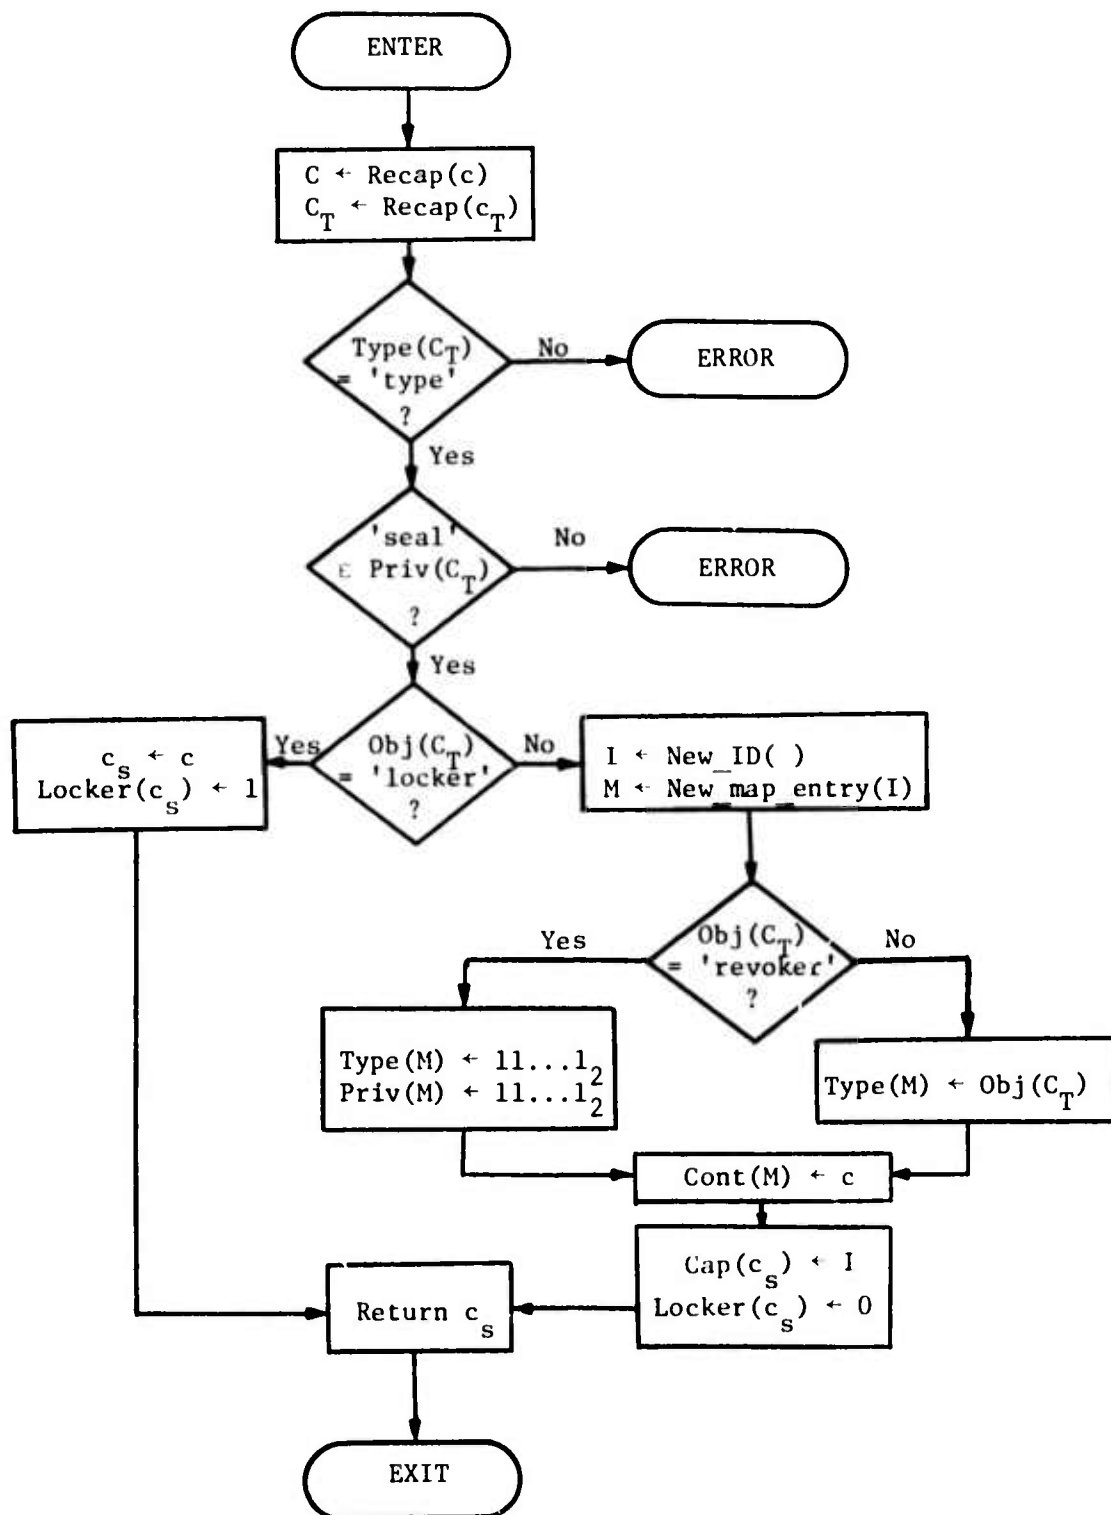 ENTER
C ← Recap(c)
C_T ← Recap(c_T)
Type(C_T)
= 'type'
?
No
ERROR
Yes
'seal'
ε Priv(C_T)
?
No
ERROR
Yes
Obj(C_T)
= 'locker'
?
Yes
No
c_s ← c
Locker(c_s) ← 1
I ← New_ID( )
M ← New_map_entry(I)
Obj(C_T)
= 'revoker'
?
Yes
No
Type(M) ← 11...1_2
Priv(M) ← 11...1_2
Type(M) ← Obj(C_T)
Cont(M) ← c
Cap(c_s) ← I
Locker(c_s) ← 0
Return c_s
EXIT